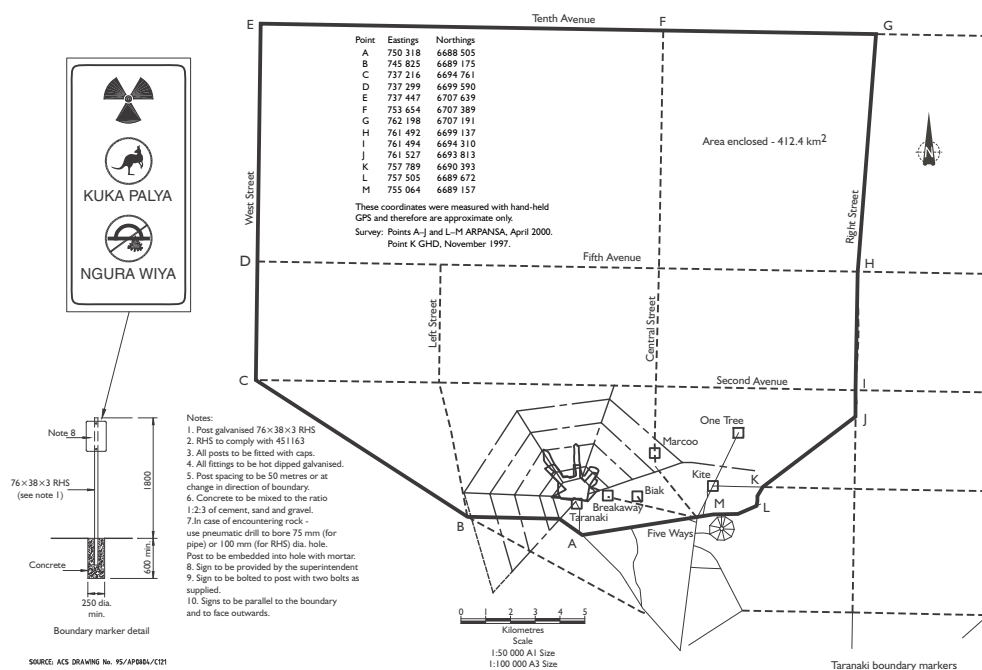 E
Tenth Avenue
F
G
Point Eastings Northings
A 750 318 6688 505
B 745 825 6689 175
C 737 216 6694 761
D 737 299 6699 590
E 737 447 6707 639
F 753 654 6707 389
G 762 198 6707 191
H 761 492 6699 137
I 761 494 6694 310
J 761 527 6693 813
K 757 789 6690 393
L 757 505 6689 672
M 755 064 6689 157
These coordinates were measured with hand-held
GPS and therefore are approximate only.
Survey: Points A–J and L–M ARPANSA, April 2000.
Point K GHD, November 1997.
Area enclosed - 412.4 km²
N
KUKA PALYA
NGURA WIYA
West Street
Right Street
D
Fifth Avenue
H
Left Street
Central Street
C
Second Avenue
I
J
One Tree
Marcoo
Kite
K
Biak
Breakaway
M
L
Taranaki
B
A
Five Ways
Note 8
76×38×3 RHS
(see note 1)
1800
600 min.
Concrete
250 dia.
min.
Boundary marker detail
Notes:
1. Post galvanised 76×38×3 RHS
2. RHS to comply with 451163
3. All posts to be fitted with caps.
4. All fittings to be hot dipped galvanised.
5. Post spacing to be 50 metres or at
change in direction of boundary.
6. Concrete to be mixed to the ratio
1:2:3 of cement, sand and gravel.
7.In case of encountering rock -
use pneumatic drill to bore 75 mm (for
pipe) or 100 mm (for RHS) dia. hole.
Post to be embedded into hole with mortar.
8. Sign to be provided by the superintendent
9. Sign to be bolted to post with two bolts as
supplied.
10. Signs to be parallel to the boundary
and to face outwards.
0 1 2 3 4 5
Kilometres
Scale
1:50 000 A1 Size
1:100 000 A3 Size
SOURCE: ACS DRAWING No. 95/AP0804/C121
Taranaki boundary markers